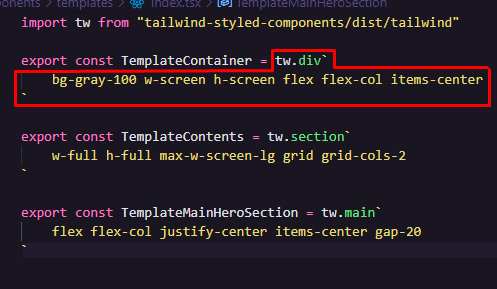 onents > templates > index.tsx > TemplateMainHeroSection
import tw from "tailwind-styled-components/dist/tailwind"
export const TemplateContainer = tw.div`
bg-gray-100 w-screen h-screen flex flex-col items-center
`
export const TemplateContents = tw.section`
w-full h-full max-w-screen-lg grid grid-cols-2
`
export const TemplateMainHeroSection = tw.main`
flex flex-col justify-center items-center gap-20
`